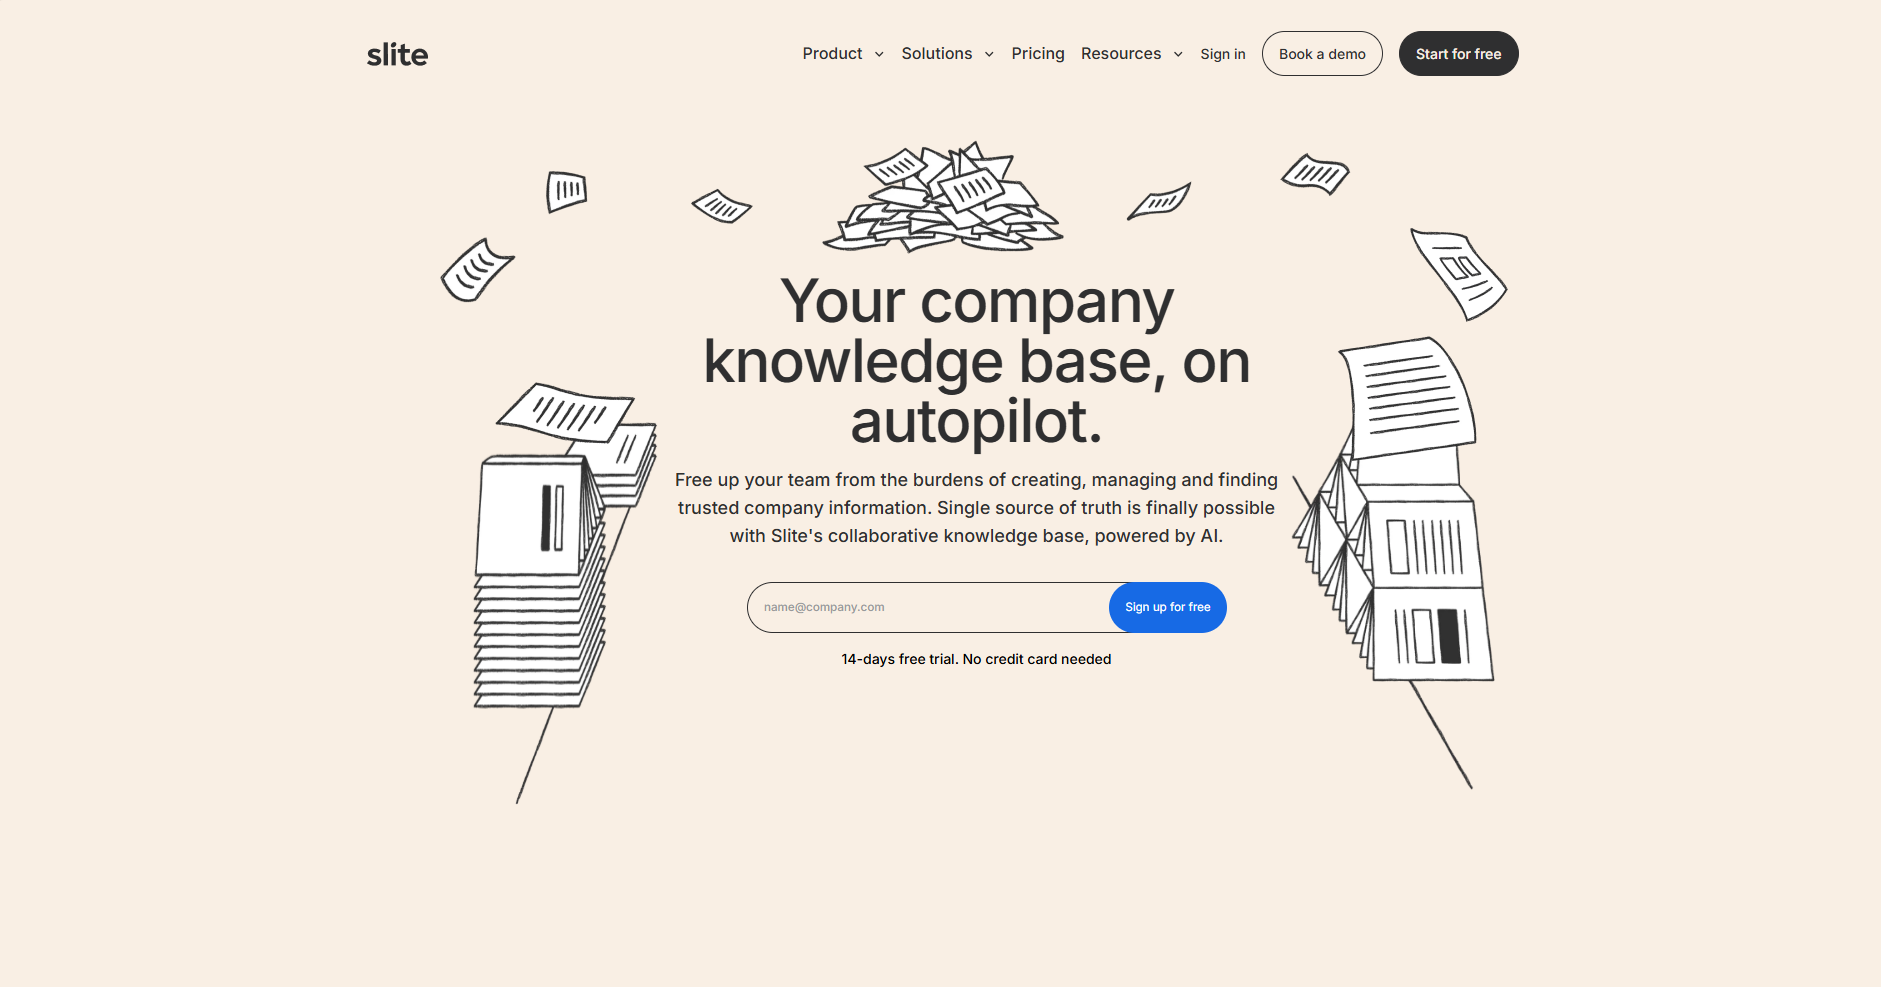 slite
Product
Solutions
Pricing
Resources
Sign in
Book a demo
Start for free
Your company
knowledge base, on
autopilot.
Free up your team from the burdens of creating, managing and finding
trusted company information. Single source of truth is finally possible
with Slite's collaborative knowledge base, powered by AI.
name@company.com
Sign up for free
14-days free trial. No credit card needed